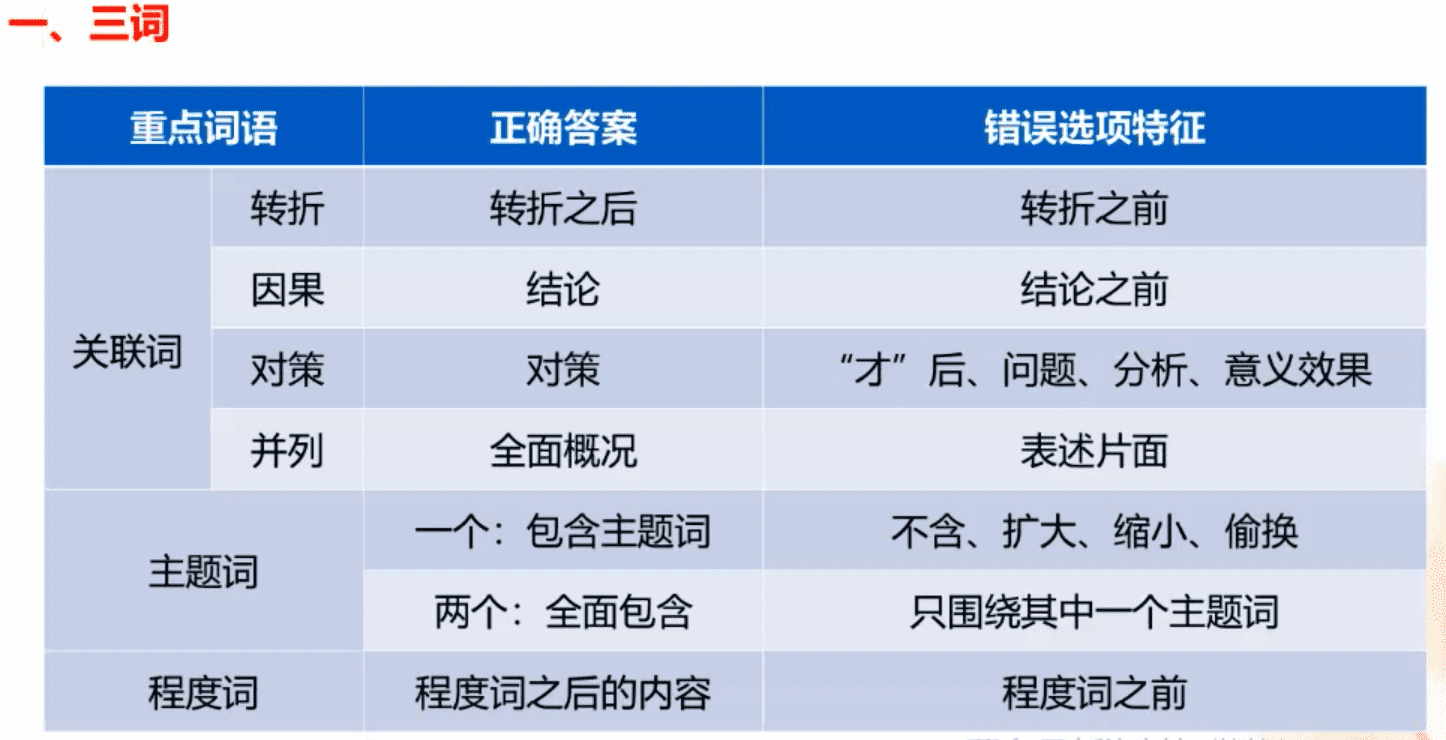 一、三词
重点词语 正确答案 错误选项特征
转折 转折之后 转折之前
因果 结论 结论之前
关联词
对策 对策 “才”后、问题、分析、意义效果
并列 全面概况 表述片面
一个：包含主题词 不含、扩大、缩小、偷换
主题词
两个：全面包含 只围绕其中一个主题词
程度词 程度词之后的内容 程度词之前